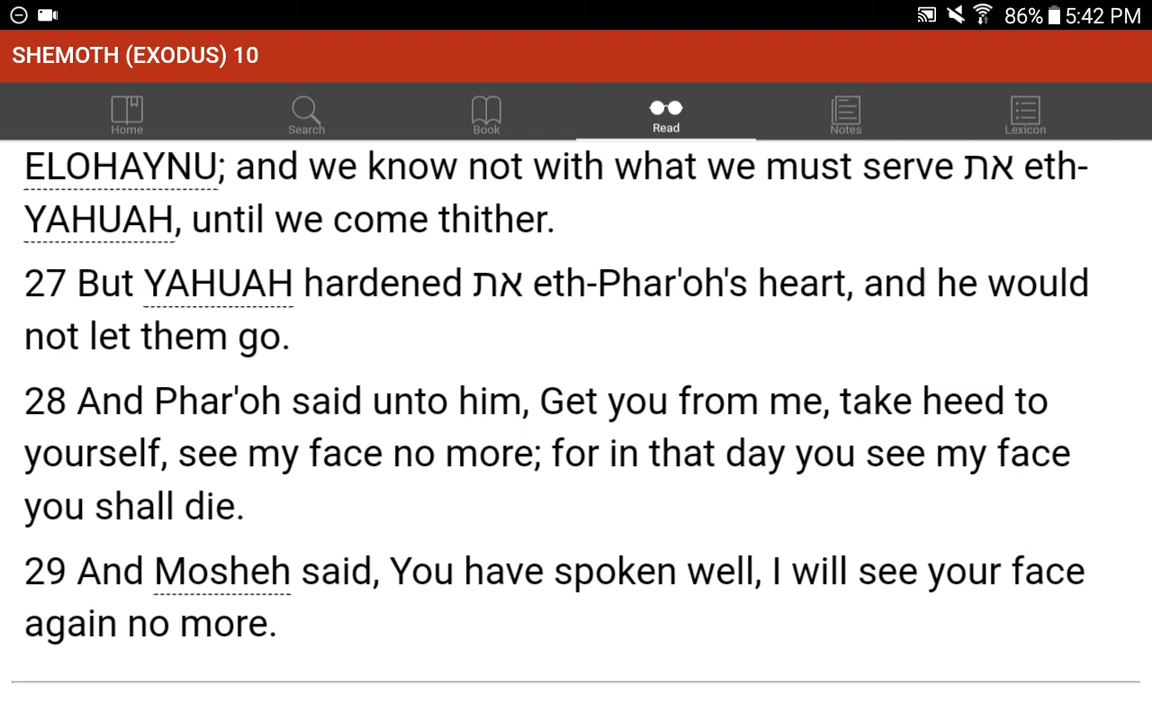 86% 5:42 PM
SHEMOTH (EXODUS) 10
Home Search Book Read Notes Lexicon
ELOHAYNU; and we know not with what we must serve את eth-
YAHUAH, until we come thither.
27 But YAHUAH hardened את eth-Phar'oh's heart, and he would
not let them go.
28 And Phar'oh said unto him, Get you from me, take heed to
yourself, see my face no more; for in that day you see my face
you shall die.
29 And Mosheh said, You have spoken well, I will see your face
again no more.